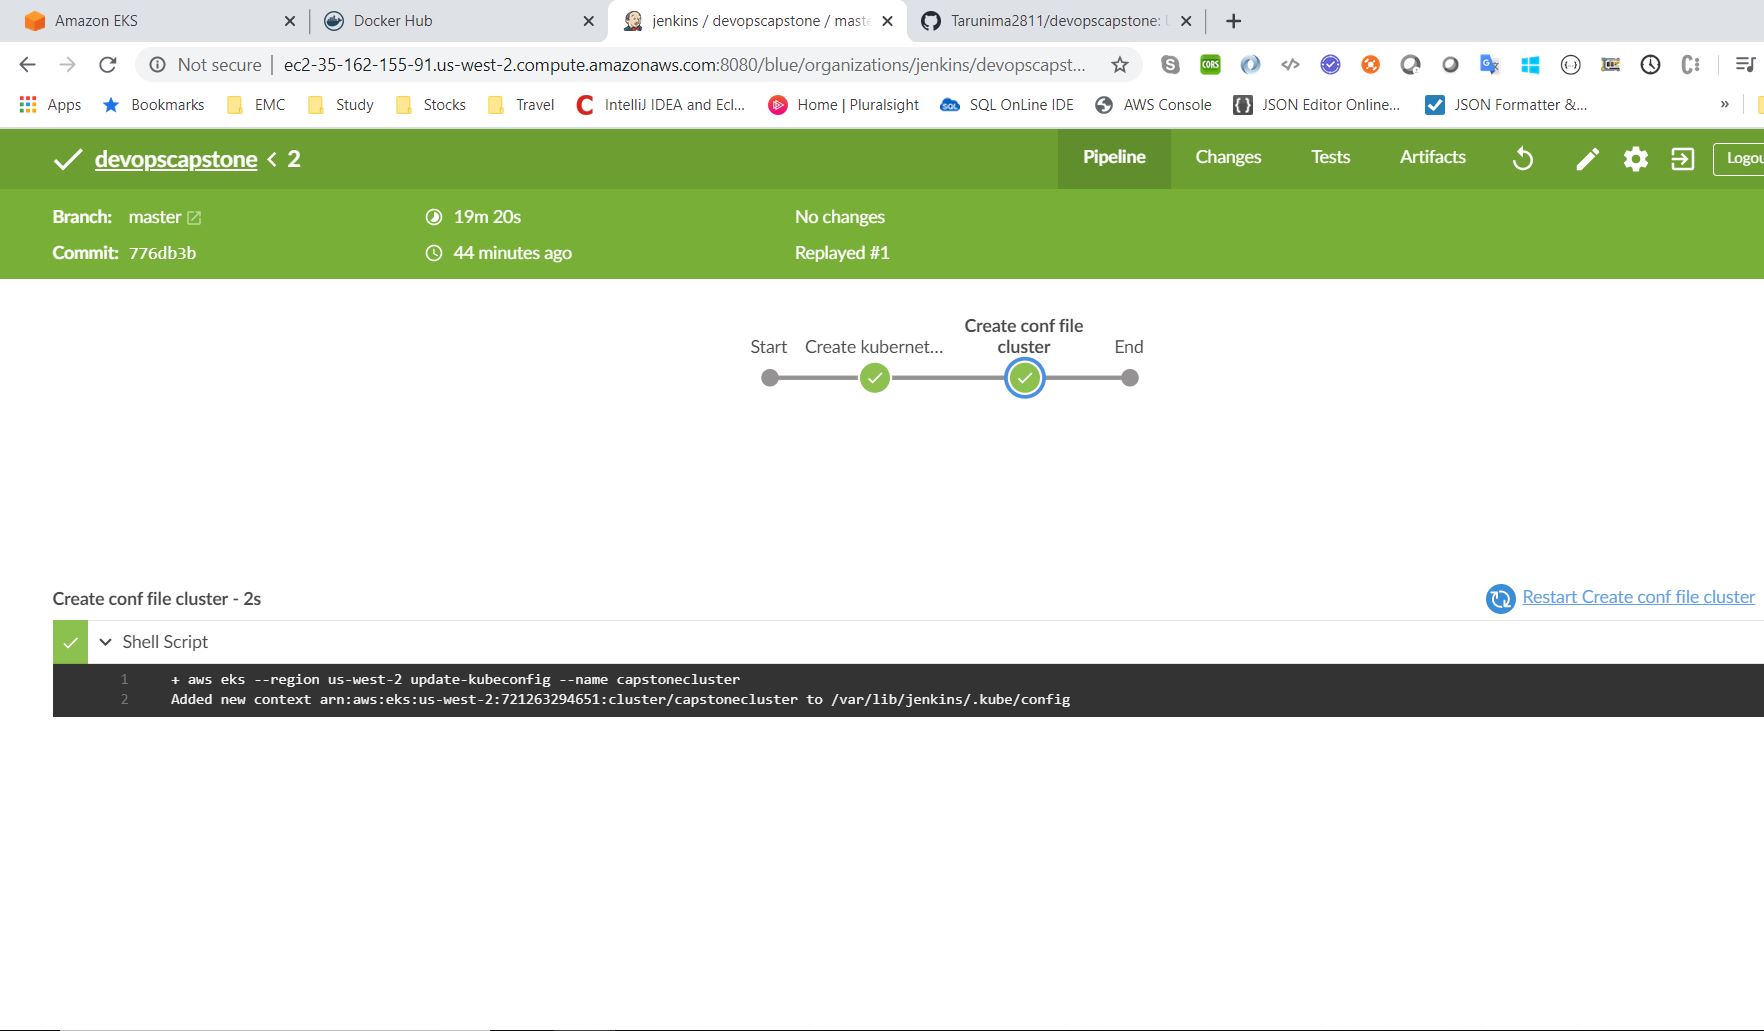 Amazon EKS
Docker Hub
jenkins / devopscapstone / maste
Tarunima2811/devopscapstone:
Not secure | ec2-35-162-155-91.us-west-2.compute.amazonaws.com:8080/blue/organizations/jenkins/devopscapst...
CORS
Apps Bookmarks EMC Study Stocks Travel IntelliJ IDEA and Ecl... Home | Pluralsight SQL OnLine IDE AWS Console JSON Editor Online... JSON Formatter &... »
devopscapstone < 2
Pipeline Changes Tests Artifacts Logou
Branch: master 19m 20s No changes
Commit: 776db3b 44 minutes ago Replayed #1
Create conf file
Start Create kubernet... cluster End
Create conf file cluster - 2s Restart Create conf file cluster
Shell Script
1 + aws eks --region us-west-2 update-kubeconfig --name capstonecluster
2 Added new context arn:aws:eks:us-west-2:721263294651:cluster/capstonecluster to /var/lib/jenkins/.kube/config